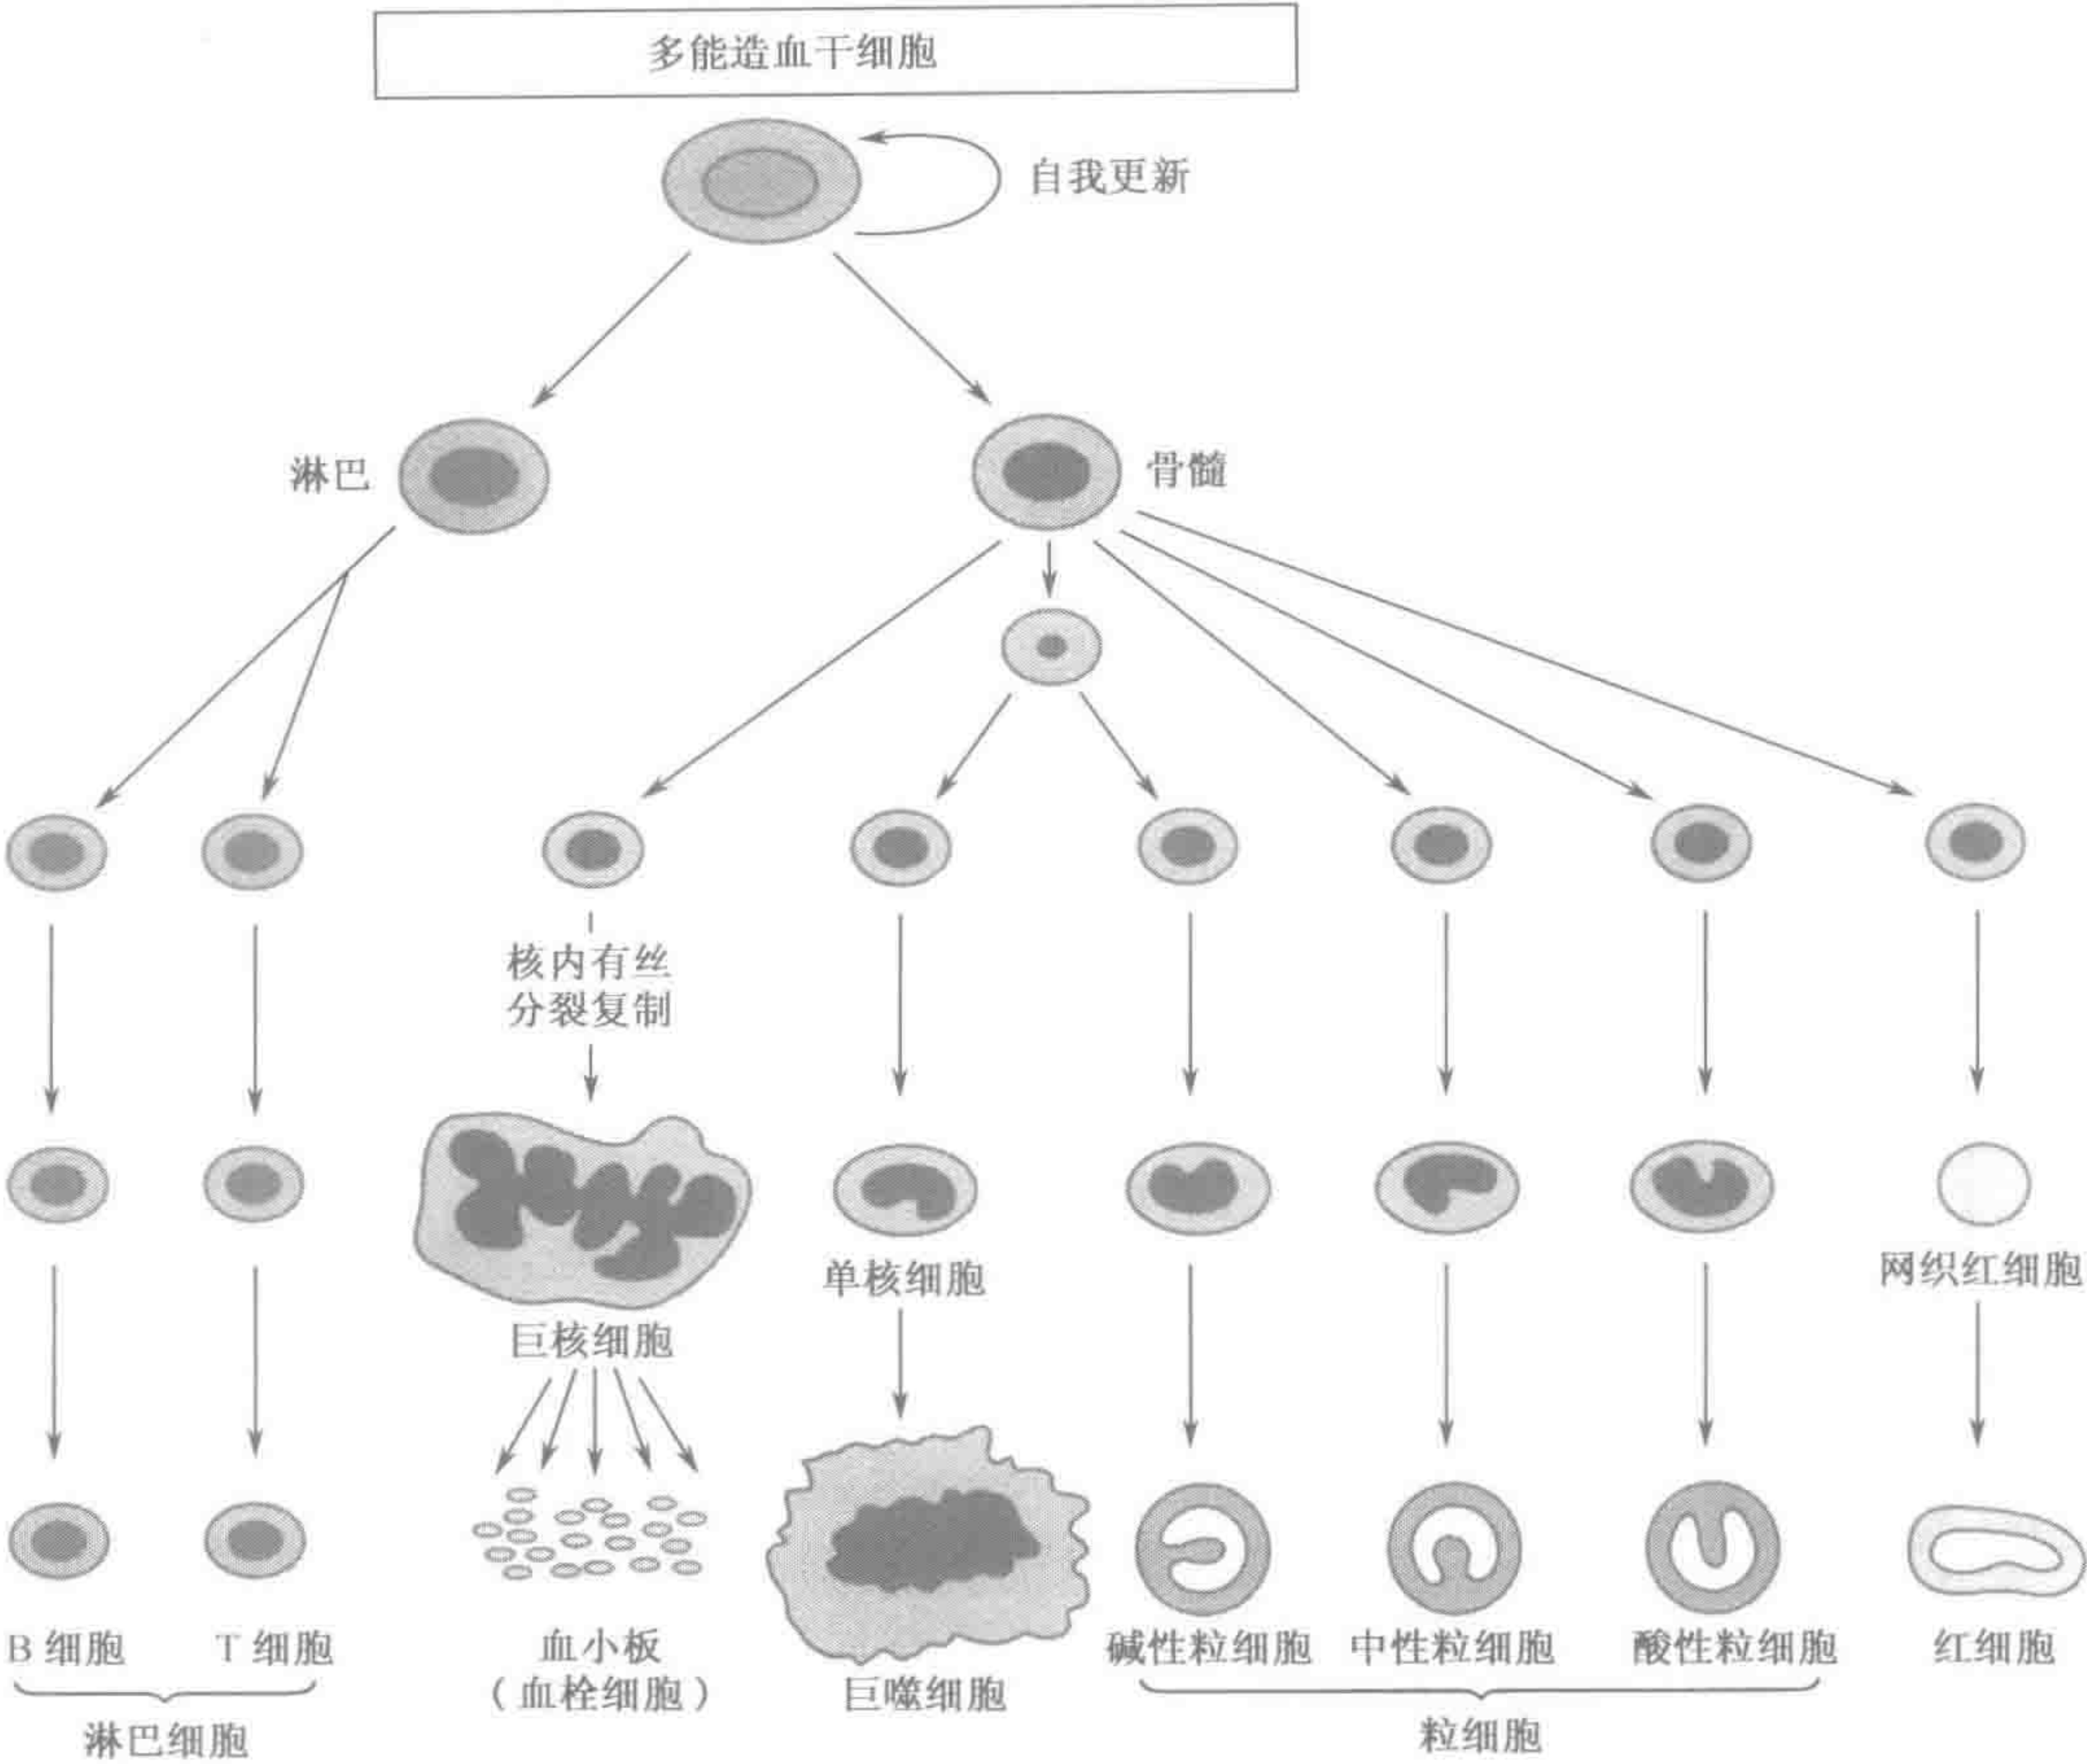 多能造血干细胞
自我更新
淋巴
骨髓
核内有丝
分裂复制
单核细胞
网织红细胞
巨核细胞
B 细胞
T 细胞
血小板
（血栓细胞）
巨噬细胞
碱性粒细胞
中性粒细胞
酸性粒细胞
红细胞
淋巴细胞
粒细胞